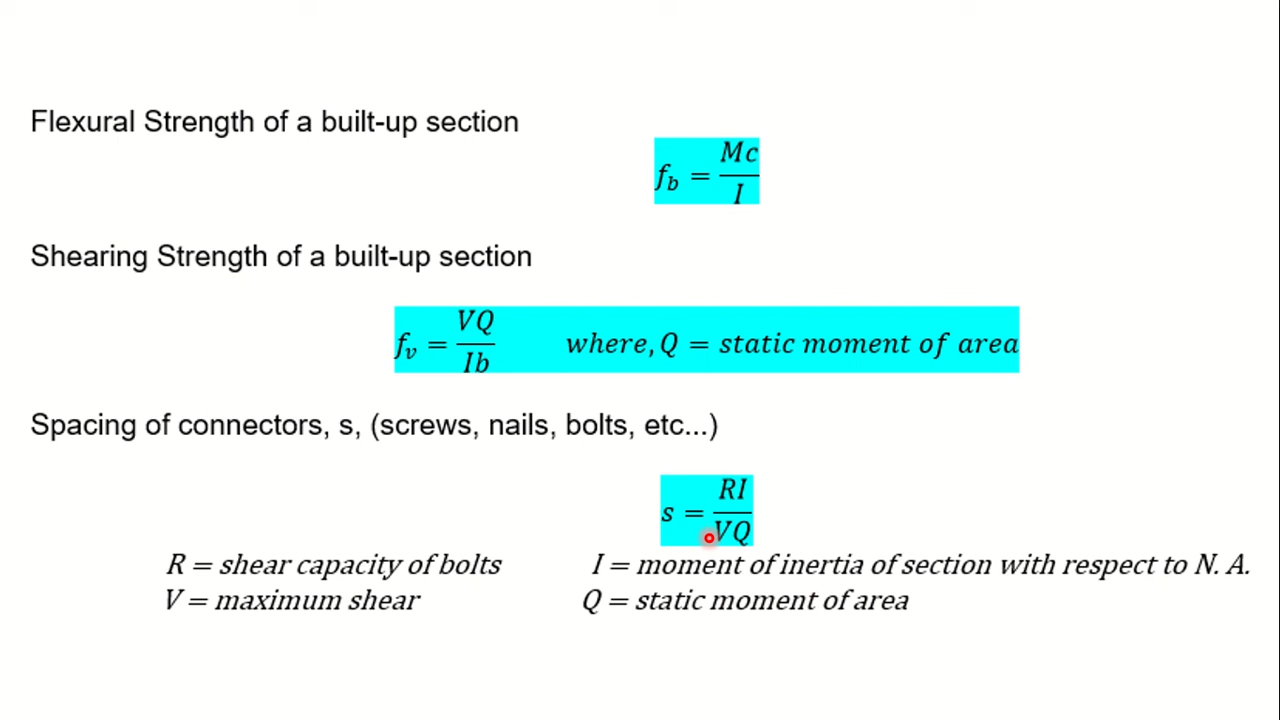 Flexural Strength of a built-up section
f_b = Mc/I
Shearing Strength of a built-up section
f_v = VQ/Ib where, Q = static moment of area
Spacing of connectors, s, (screws, nails, bolts, etc...)
s = RI/VQ
R = shear capacity of bolts I = moment of inertia of section with respect to N. A.
V = maximum shear Q = static moment of area